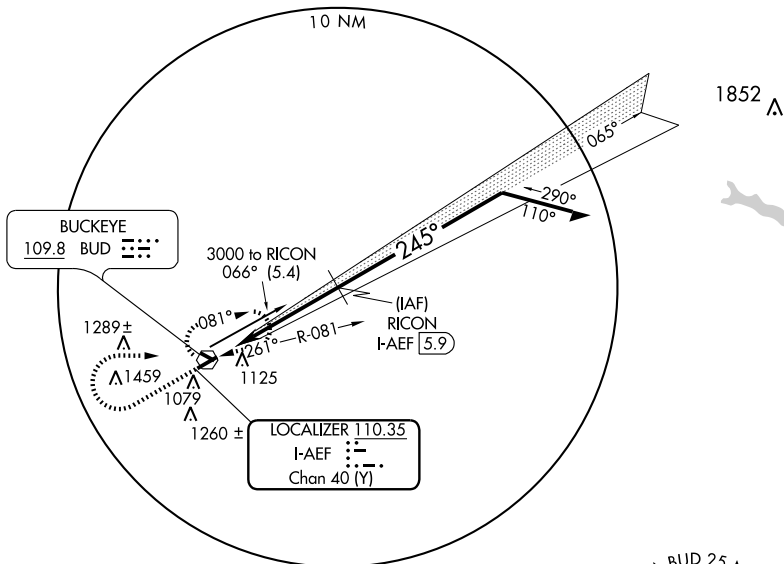 10 NM
1852
065°
290°
110°
BUCKEYE
109.8 BUD
3000 to RICON
066° (5.4)
245°
(IAF)
RICON
I-AEF 5.9
081°
261° R-081
1289 ±
1459
1125
1079
1260 ±
LOCALIZER 110.35
I-AEF
Chan 40 (Y)
BUD 25